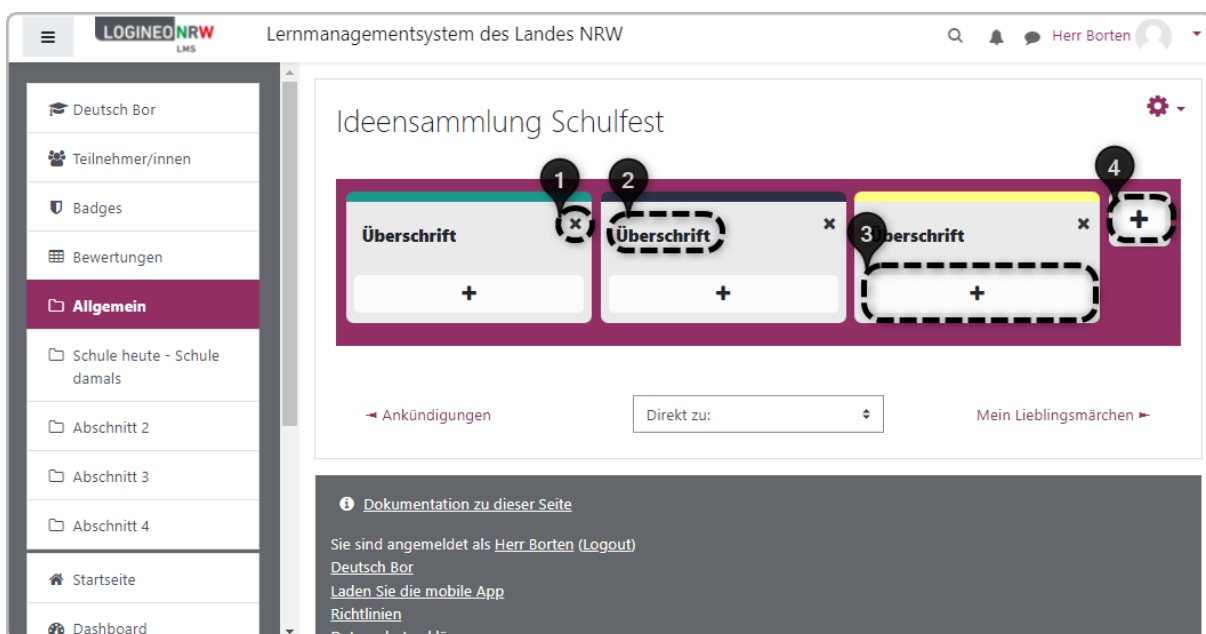 LOGINEO NRW
LMS
Lernmanagementsystem des Landes NRW
Herr Borten
Deutsch Bor
Teilnehmer/innen
Badges
Bewertungen
Allgemein
Schule heute - Schule
damals
Abschnitt 2
Abschnitt 3
Abschnitt 4
Startseite
Dashboard
Ideensammlung Schulfest
1
2
3
4
Überschrift
Überschrift
berschrift
+
+
+
+
Ankündigungen
Direkt zu:
Mein Lieblingsmärchen
Dokumentation zu dieser Seite
Sie sind angemeldet als Herr Borten (Logout)
Deutsch Bor
Laden Sie die mobile App
Richtlinien